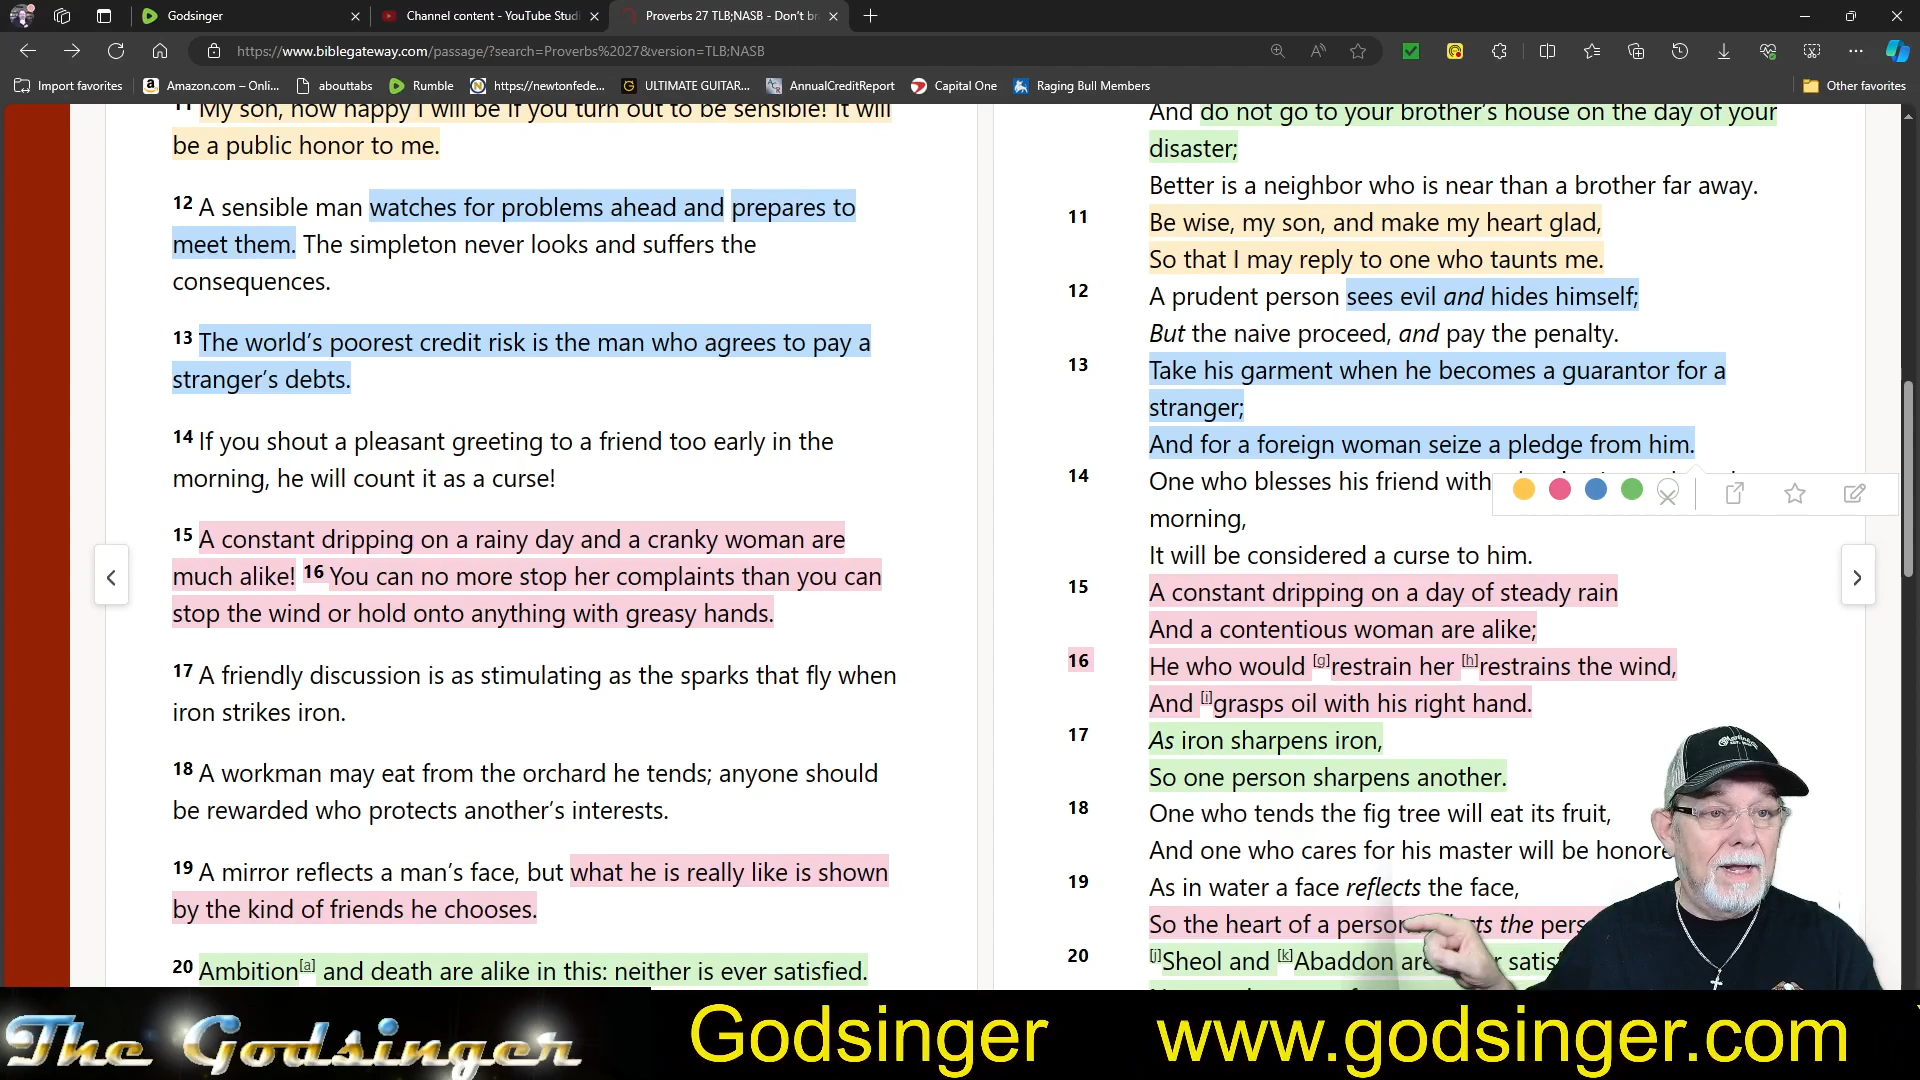 Godsinger
Channel content - YouTube Studi
Proverbs 27 TLB;NASB - Don't br
https://www.biblegateway.com/passage/?search=Proverbs%2027&version=TLB;NASB
Import favorites
Amazon.com – Onli...
abouttabs
Rumble
https://newtonfede...
ULTIMATE GUITAR...
AnnualCreditReport
Capital One
Raging Bull Members
Other favorites
11 My son, how happy I will be if you turn out to be sensible! It will
be a public honor to me.
12 A sensible man watches for problems ahead and prepares to
meet them. The simpleton never looks and suffers the
consequences.
13 The world's poorest credit risk is the man who agrees to pay a
stranger's debts.
14 If you shout a pleasant greeting to a friend too early in the
morning, he will count it as a curse!
15 A constant dripping on a rainy day and a cranky woman are
much alike! 16 You can no more stop her complaints than you can
stop the wind or hold onto anything with greasy hands.
17 A friendly discussion is as stimulating as the sparks that fly when
iron strikes iron.
18 A workman may eat from the orchard he tends; anyone should
be rewarded who protects another's interests.
19 A mirror reflects a man's face, but what he is really like is shown
by the kind of friends he chooses.
20 Ambition[a] and death are alike in this: neither is ever satisfied.
And do not go to your brother's house on the day of your
disaster;
Better is a neighbor who is near than a brother far away.
11 Be wise, my son, and make my heart glad,
So that I may reply to one who taunts me.
12 A prudent person sees evil and hides himself;
But the naive proceed, and pay the penalty.
13 Take his garment when he becomes a guarantor for a
stranger;
And for a foreign woman seize a pledge from him.
14 One who blesses his friend with
morning,
It will be considered a curse to him.
15 A constant dripping on a day of steady rain
And a contentious woman are alike;
16 He who would [g]restrain her [h]restrains the wind,
And [i]grasps oil with his right hand.
17 As iron sharpens iron,
So one person sharpens another.
18 One who tends the fig tree will eat its fruit,
And one who cares for his master will be honore
19 As in water a face reflects the face,
So the heart of a person the
20 [j]Sheol and [k]Abaddon are
The Godsinger
Godsinger
www.godsinger.com